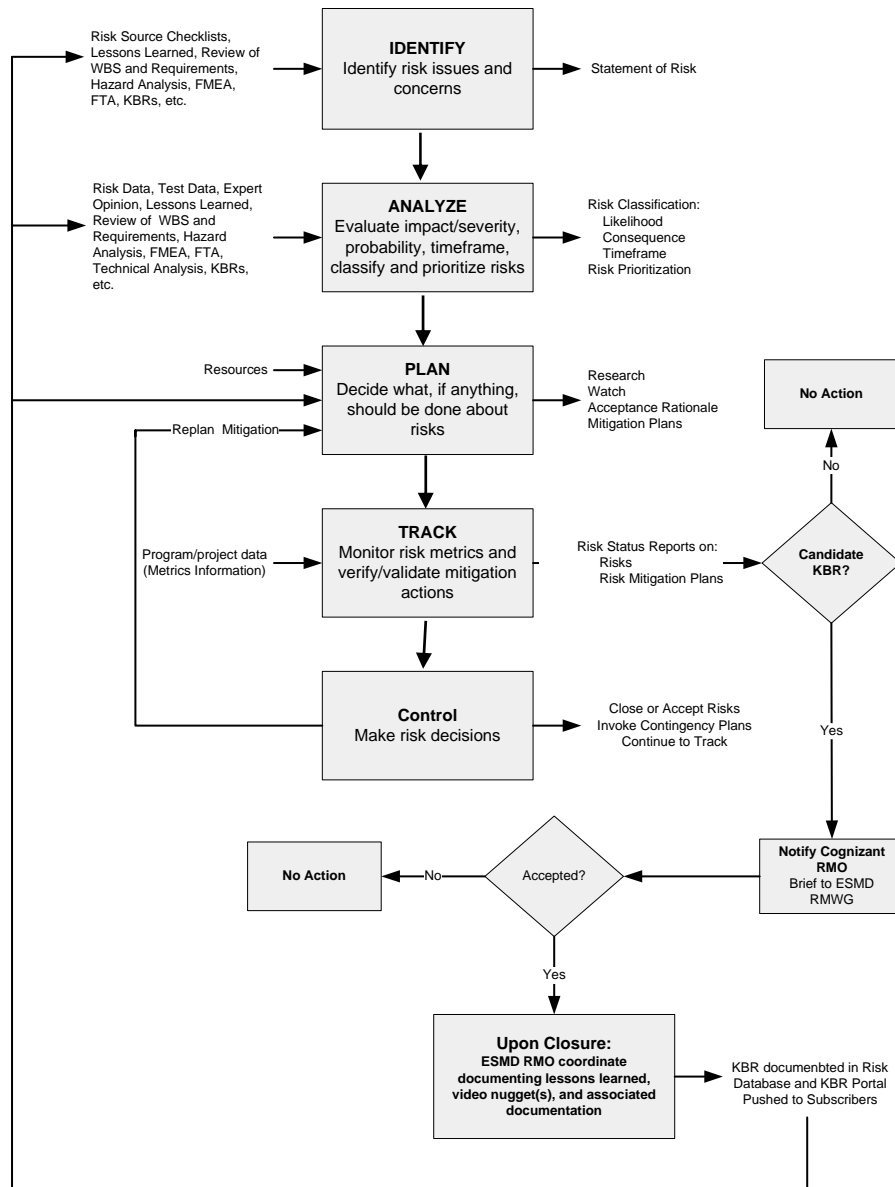 Risk Source Checklists,
Lessons Learned, Review of
WBS and Requirements,
Hazard Analysis, FMEA,
FTA, KBRs, etc.
IDENTIFY
Identify risk issues and
concerns
Statement of Risk
Risk Data, Test Data, Expert
Opinion, Lessons Learned,
Review of WBS and
Requirements, Hazard
Analysis, FMEA, FTA,
Technical Analysis, KBRs,
etc.
ANALYZE
Evaluate impact/severity,
probability, timeframe,
classify and prioritize risks
Risk Classification:
Likelihood
Consequence
Timeframe
Risk Prioritization
Resources
Replan Mitigation
PLAN
Decide what, if anything,
should be done about
risks
Research
Watch
Acceptance Rationale
Mitigation Plans
No Action
No
Program/project data
(Metrics Information)
TRACK
Monitor risk metrics and
verify/validate mitigation
actions
Risk Status Reports on:
Risks
Risk Mitigation Plans
Candidate
KBR?
Control
Make risk decisions
Close or Accept Risks
Invoke Contingency Plans
Continue to Track
Yes
Notify Cognizant
RMO
Brief to ESMD
RMWG
Accepted?
No
No Action
Yes
Upon Closure:
ESMD RMO coordinate
documenting lessons learned,
video nugget(s), and associated
documentation
KBR documenbted in Risk
Database and KBR Portal
Pushed to Subscribers